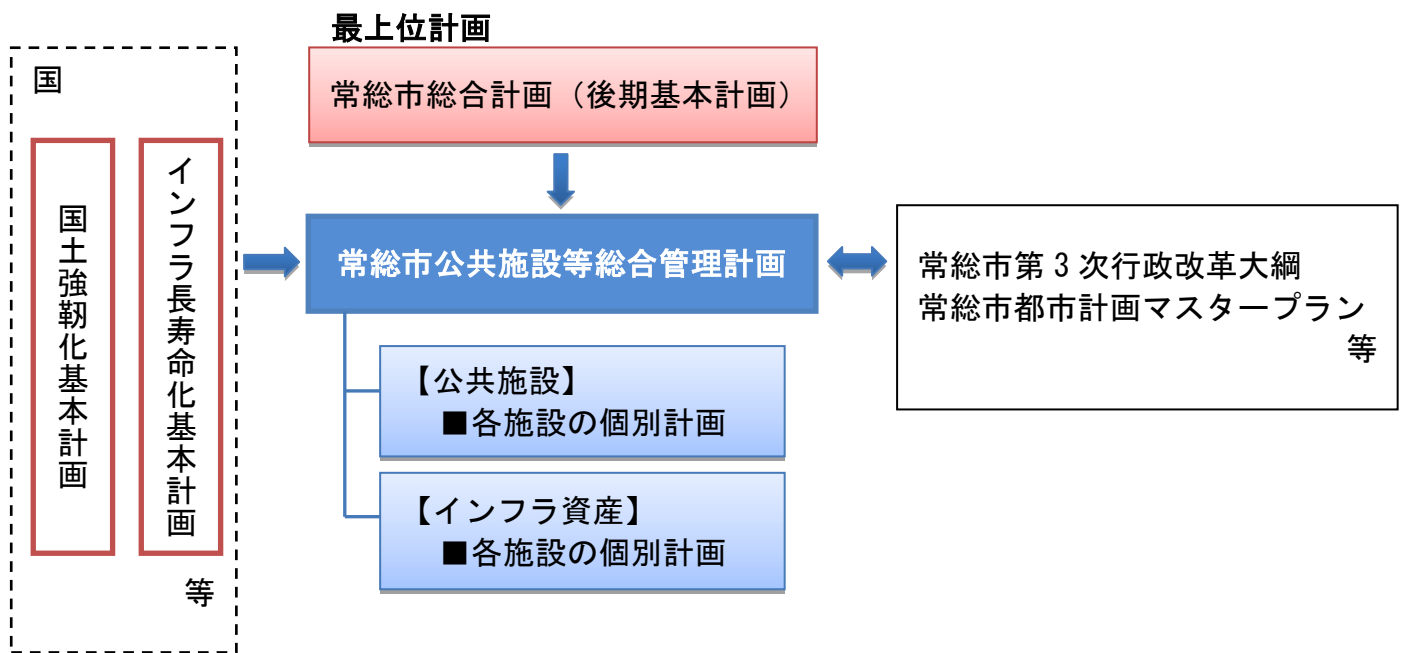 最上位計画
常総市総合計画（後期基本計画）
国
国土強靭化基本計画
インフラ長寿命化基本計画
等
常総市公共施設等総合管理計画
常総市第３次行政改革大綱
常総市都市計画マスタープラン
等
【公共施設】
■各施設の個別計画
【インフラ資産】
■各施設の個別計画